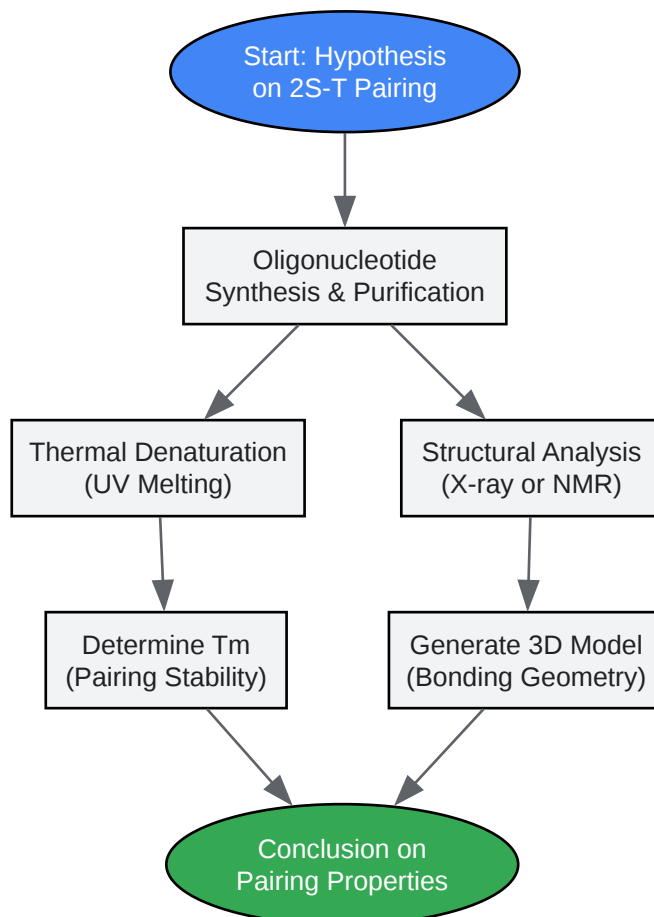 Start: Hypothesis
on 2S-T Pairing
Oligonucleotide
Synthesis & Purification
Thermal Denaturation
(UV Melting)
Structural Analysis
(X-ray or NMR)
Determine Tm
(Pairing Stability)
Generate 3D Model
(Bonding Geometry)
Conclusion on
Pairing Properties